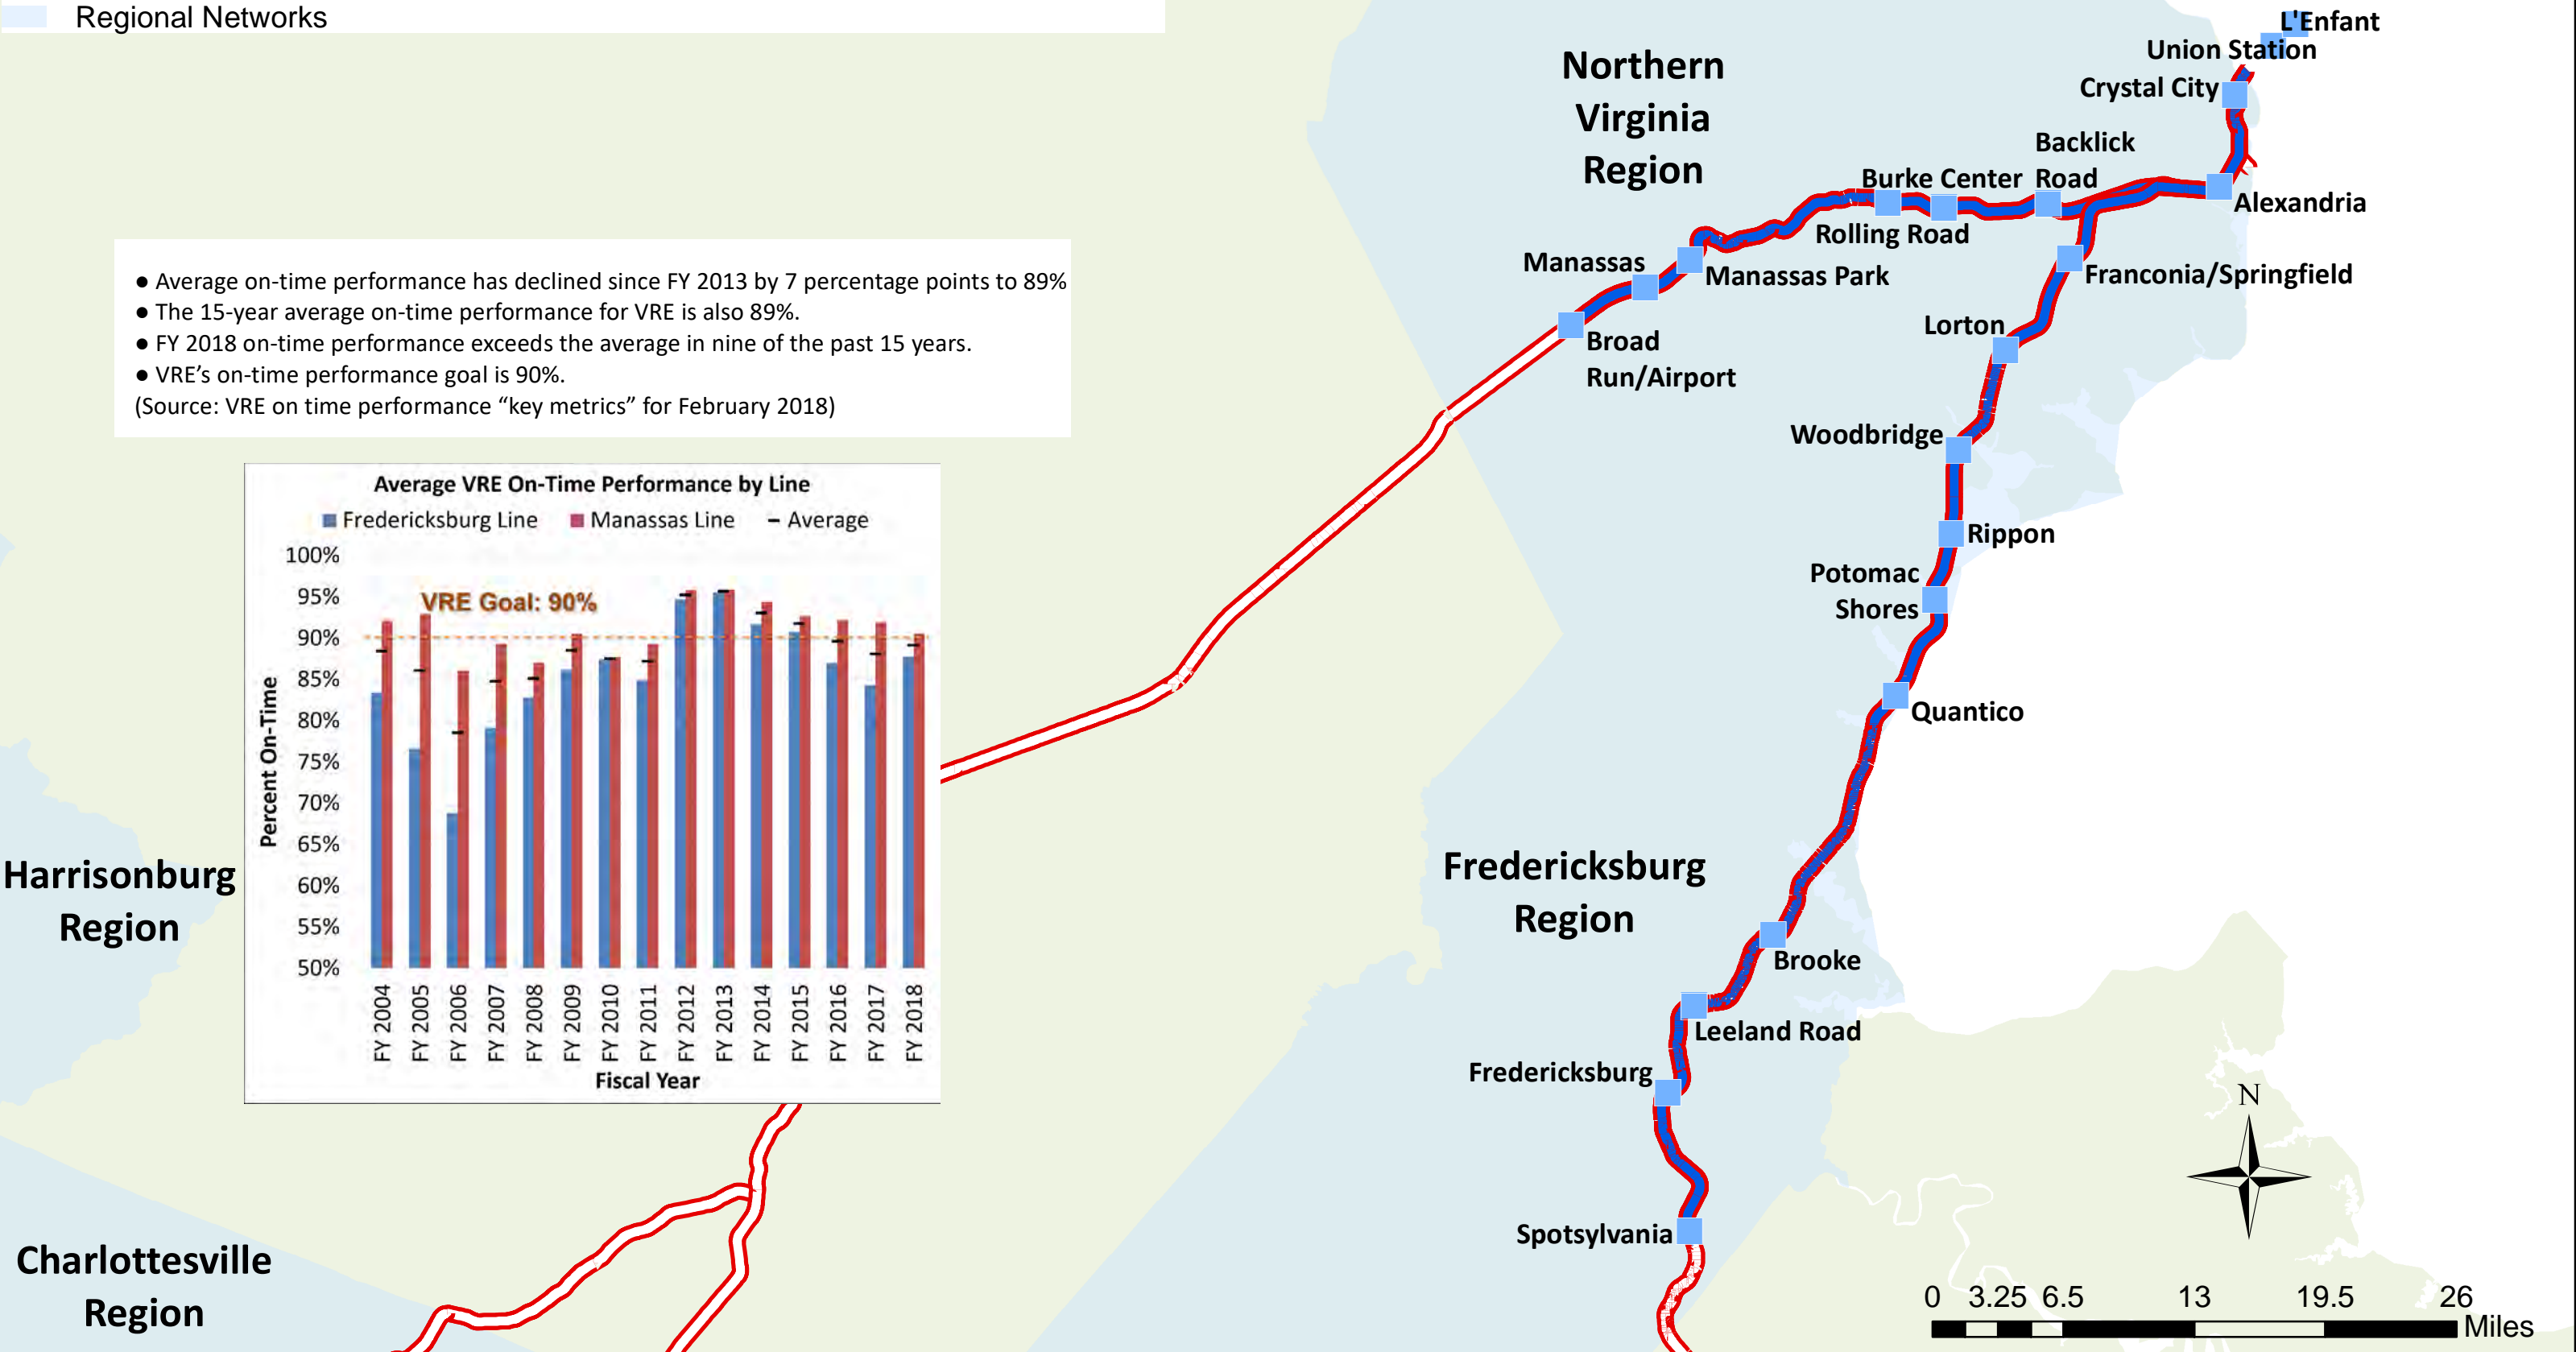 Regional Networks
● Average on-time performance has declined since FY 2013 by 7 percentage points to 89%
● The 15-year average on-time performance for VRE is also 89%.
● FY 2018 on-time performance exceeds the average in nine of the past 15 years.
● VRE’s on-time performance goal is 90%.
(Source: VRE on time performance “key metrics” for February 2018)
Average VRE On-Time Performance by Line
Fredericksburg Line
Manassas Line
Average
Percent On-Time
100%
95%
90%
85%
80%
75%
70%
65%
60%
55%
50%
VRE Goal: 90%
FY 2004
FY 2005
FY 2006
FY 2007
FY 2008
FY 2009
FY 2010
FY 2011
FY 2012
FY 2013
FY 2014
FY 2015
FY 2016
FY 2017
FY 2018
Fiscal Year
Harrisonburg
Region
Charlottesville
Region
Northern
Virginia
Region
Fredericksburg
Region
L'Enfant
Union Station
Crystal City
Backlick
Road
Burke Center
Alexandria
Rolling Road
Manassas
Manassas Park
Franconia/Springfield
Broad
Run/Airport
Lorton
Woodbridge
Rippon
Potomac
Shores
Quantico
Brooke
Leeland Road
Fredericksburg
Spotsylvania
N
0 3.25 6.5 13 19.5 26
Miles